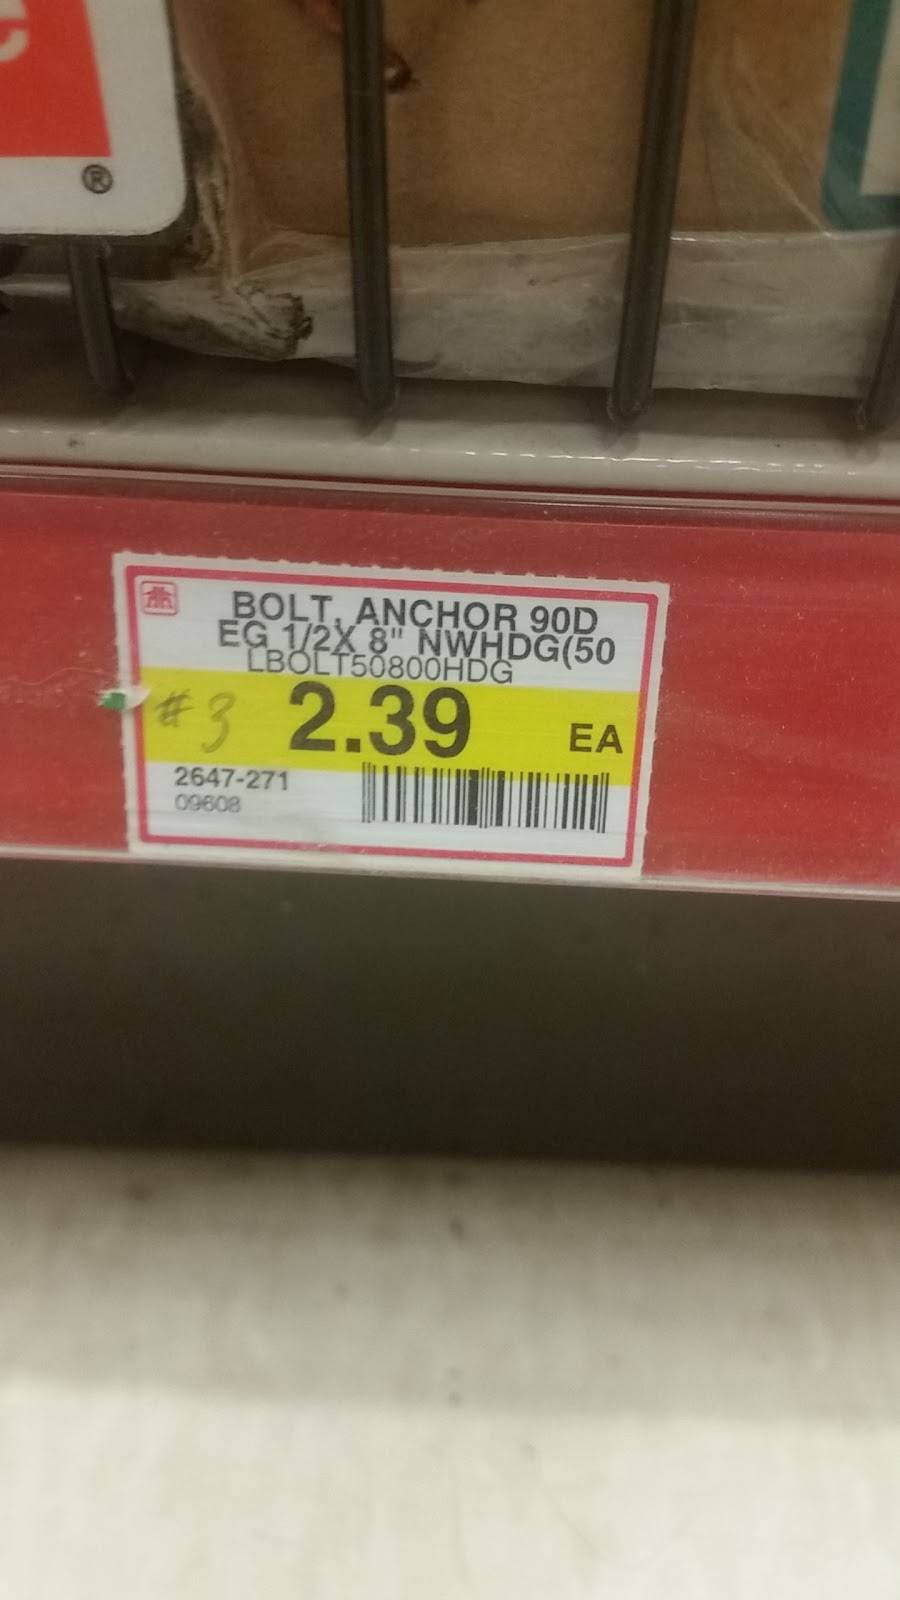 e
®
BOLT, ANCHOR 90D
EG 1/2X 8" NWHDG(50
LBOLT50800HDG
#3 2.39 EA
2647-271
09608